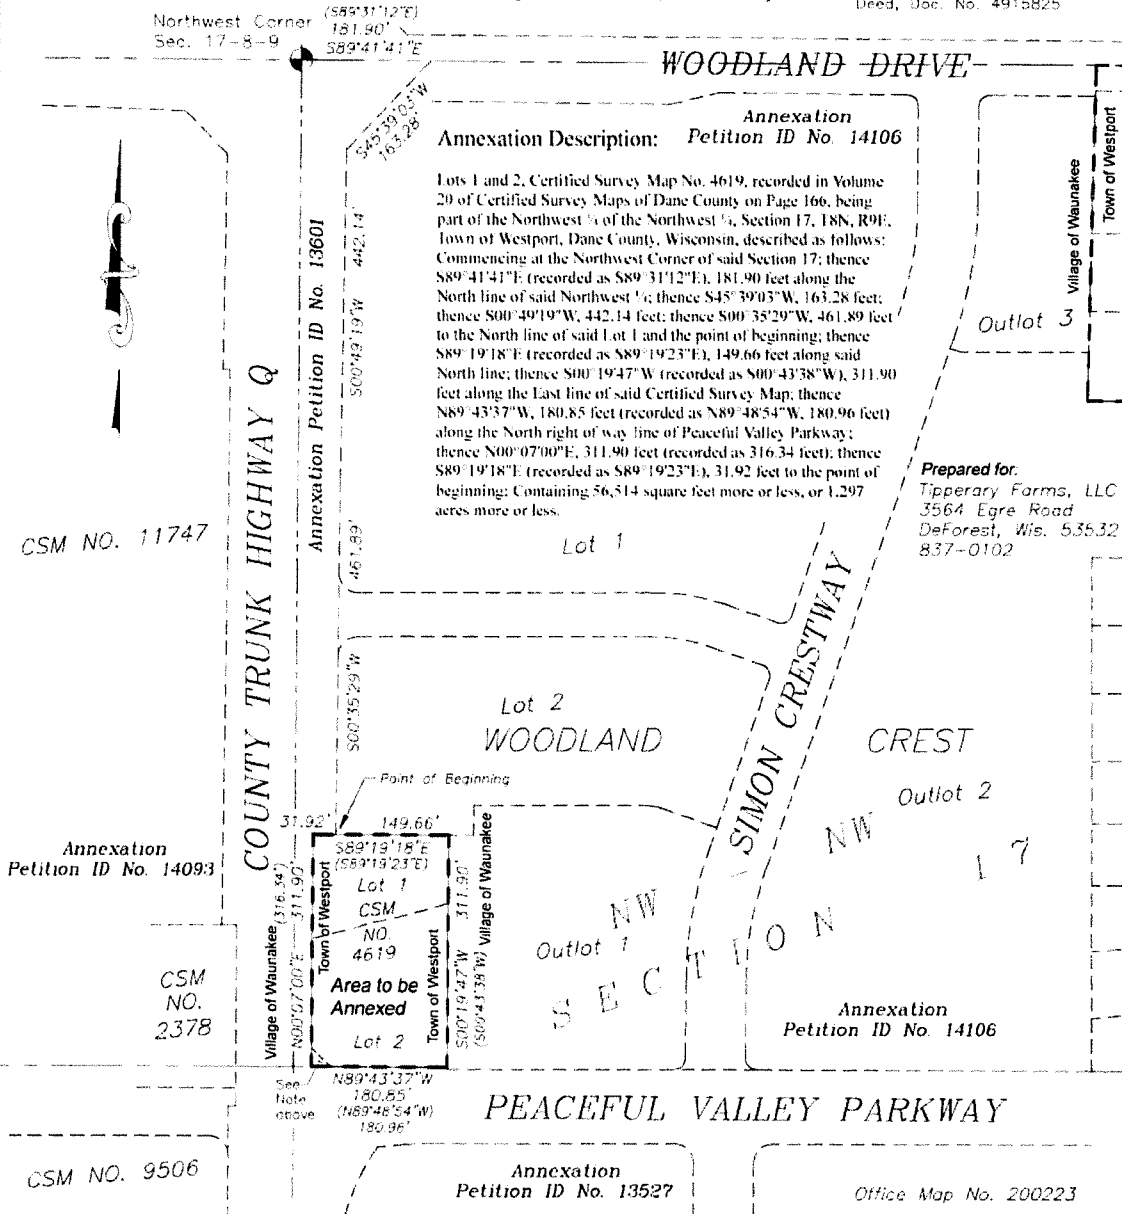 Deed, Doc. No. 4915825
Northwest Corner
Sec. 17-8-9
(S89°31'12"E)
181.90'
S89°41'41"E
WOODLAND DRIVE
S45°39'03"W
163.28'
Annexation
Petition ID No. 14106
Annexation Description:
Lots 1 and 2, Certified Survey Map No. 4619, recorded in Volume
20 of Certified Survey Maps of Dane County on Page 166, being
part of the Northwest ¼ of the Northwest ¼, Section 17, T8N, R9E,
Town of Westport, Dane County, Wisconsin, described as follows:
Commencing at the Northwest Corner of said Section 17; thence
S89°41'41"E (recorded as S89°31'12"E), 181.90 feet along the
North line of said Northwest ¼; thence S45°39'03"W, 163.28 feet;
thence S00°49'19"W, 442.14 feet; thence S00°35'29"W, 461.89 feet
to the North line of said Lot 1 and the point of beginning; thence
S89°19'18"E (recorded as S89°19'23"E), 149.66 feet along said
North line; thence S00°19'47"W (recorded as S00°43'38"W), 311.90
feet along the East line of said Certified Survey Map; thence
N89°43'37"W, 180.85 feet (recorded as N89°48'54"W, 180.96 feet)
along the North right of way line of Peaceful Valley Parkway;
thence N00°07'00"E, 311.90 feet (recorded as 316.34 feet); thence
S89°19'18"E (recorded as S89°19'23"E), 31.92 feet to the point of
beginning; Containing 56,514 square feet more or less, or 1.297
acres more or less.
Village of Waunakee
Town of Westport
Outlot 3
Prepared for:
Tipperary Farms, LLC
3564 Egre Road
DeForest, Wis. 53532
837-0102
Annexation Petition ID No. 13601
S00°49'19"W 442.14'
COUNTY TRUNK HIGHWAY Q
CSM NO. 11747
461.89'
S00°35'29"W
Lot 1
SIMON CRESTWAY
Lot 2
WOODLAND
CREST
Outlot 2
Point of Beginning
31.92'
149.66'
S89°19'18"E
(S89°19'23"E)
Lot 1
CSM
NO.
4619
Area to be
Annexed
Lot 2
Town of Westport
Town of Westport
Village of Waunakee
(316.34')
N00°07'00"E 311.90'
Village of Waunakee
S00°19'47"W 311.90'
(S00°43'38"W)
Annexation
Petition ID No. 14093
CSM
NO.
2378
NW - NW
SECTION 17
Outlot 1
Annexation
Petition ID No. 14106
See
Note
above
N89°43'37"W
180.85
(N89°48'54"W)
180.96'
PEACEFUL VALLEY PARKWAY
CSM NO. 9506
Annexation
Petition ID No. 13527
Office Map No. 200223